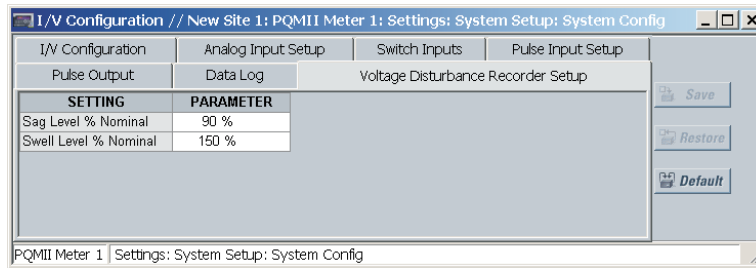 I/V Configuration // New Site 1: PQMII Meter 1: Settings: System Setup: System Config
I/V Configuration Analog Input Setup Switch Inputs Pulse Input Setup
Pulse Output Data Log Voltage Disturbance Recorder Setup
SETTING PARAMETER
Sag Level % Nominal 90 %
Swell Level % Nominal 150 %
Save
Restore
Default
PQMII Meter 1 Settings: System Setup: System Config